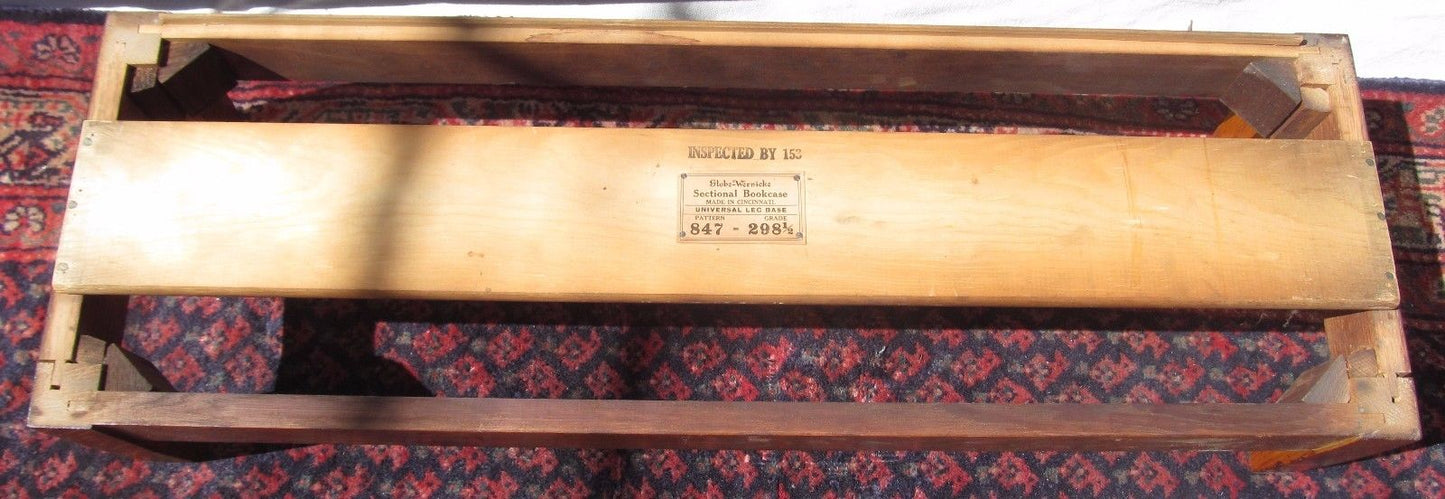 INSPECTED BY 153
Globe-Wernicke
Sectional Bookcase
MADE IN CINCINNATI
UNIVERSAL LEG BASE
PATTERN GRADE
847 - 298½